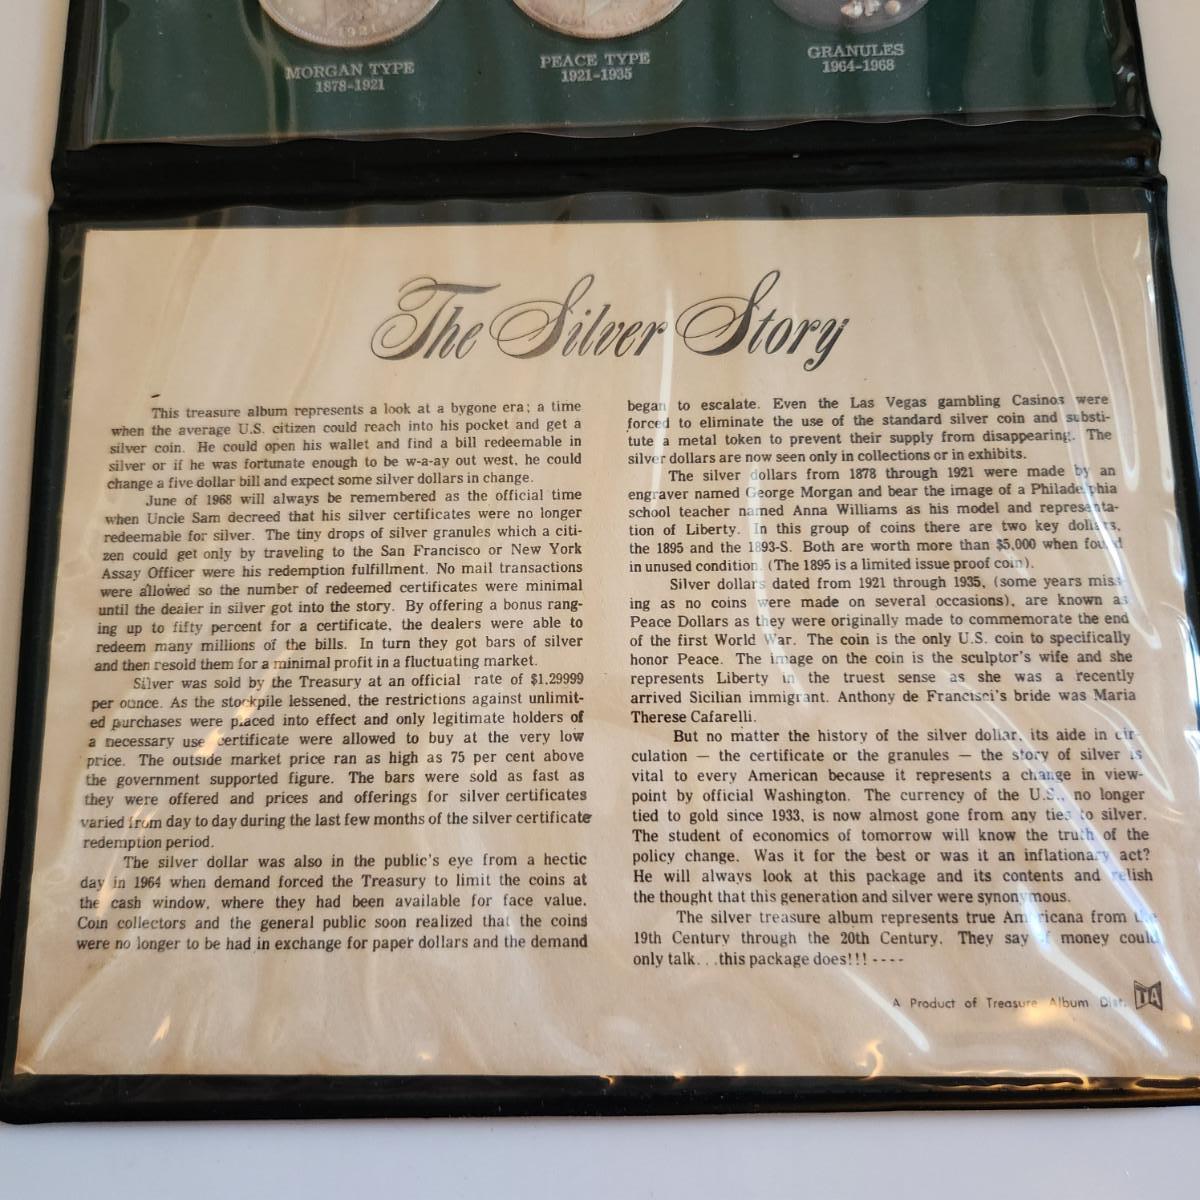 1921
MORGAN TYPE
1878-1921
PEACE TYPE
1921-1935
GRANULES
1964-1968
The Silver Story
This treasure album represents a look at a bygone era; a time
when the average U.S. citizen could reach into his pocket and get a
silver coin. He could open his wallet and find a bill redeemable in
silver or if he was fortunate enough to be w-a-ay out west, he could
change a five dollar bill and expect some silver dollars in change.
June of 1968 will always be remembered as the official time
when Uncle Sam decreed that his silver certificates were no longer
redeemable for silver. The tiny drops of silver granules which a citi-
zen could get only by traveling to the San Francisco or New York
Assay Officer were his redemption fulfillment. No mail transactions
were allowed so the number of redeemed certificates were minimal
until the dealer in silver got into the story. By offering a bonus rang-
ing up to fifty percent for a certificate, the dealers were able to
redeem many millions of the bills. In turn they got bars of silver
and then resold them for a minimal profit in a fluctuating market.
Silver was sold by the Treasury at an official rate of $1.29999
per ounce. As the stockpile lessened, the restrictions against unlimit-
ed purchases were placed into effect and only legitimate holders of
a necessary use certificate were allowed to buy at the very low
price. The outside market price ran as high as 75 per cent above
the government supported figure. The bars were sold as fast as
they were offered and prices and offerings for silver certificates
varied from day to day during the last few months of the silver certificate
redemption period.
The silver dollar was also in the public's eye from a hectic
day in 1964 when demand forced the Treasury to limit the coins at
the cash window, where they had been available for face value.
Coin collectors and the general public soon realized that the coins
were no longer to be had in exchange for paper dollars and the demand
began to escalate. Even the Las Vegas gambling Casinos were
forced to eliminate the use of the standard silver coin and substi-
tute a metal token to prevent their supply from disappearing. The
silver dollars are now seen only in collections or in exhibits.
The silver dollars from 1878 through 1921 were made by an
engraver named George Morgan and bear the image of a Philadelphia
school teacher named Anna Williams as his model and representa-
tion of Liberty. In this group of coins there are two key dollars,
the 1895 and the 1893-S. Both are worth more than $5,000 when found
in unused condition. (The 1895 is a limited issue proof coin).
Silver dollars dated from 1921 through 1935, (some years miss-
ing as no coins were made on several occasions), are known as
Peace Dollars as they were originally made to commemorate the end
of the first World War. The coin is the only U.S. coin to specifically
honor Peace. The image on the coin is the sculptor's wife and she
represents Liberty in the truest sense as she was a recently
arrived Sicilian immigrant. Anthony de Francisci's bride was Maria
Therese Cafarelli.
But no matter the history of the silver dollar, its aide in cir-
culation — the certificate or the granules — the story of silver is
vital to every American because it represents a change in view-
point by official Washington. The currency of the U.S., no longer
tied to gold since 1933, is now almost gone from any ties to silver.
The student of economics of tomorrow will know the truth of the
policy change. Was it for the best or was it an inflationary act?
He will always look at this package and its contents and relish
the thought that this generation and silver were synonymous.
The silver treasure album represents true Americana from the
19th Century through the 20th Century. They say if money could
only talk. . .this package does!!! ----
A Product of Treasure Album Dist. TA